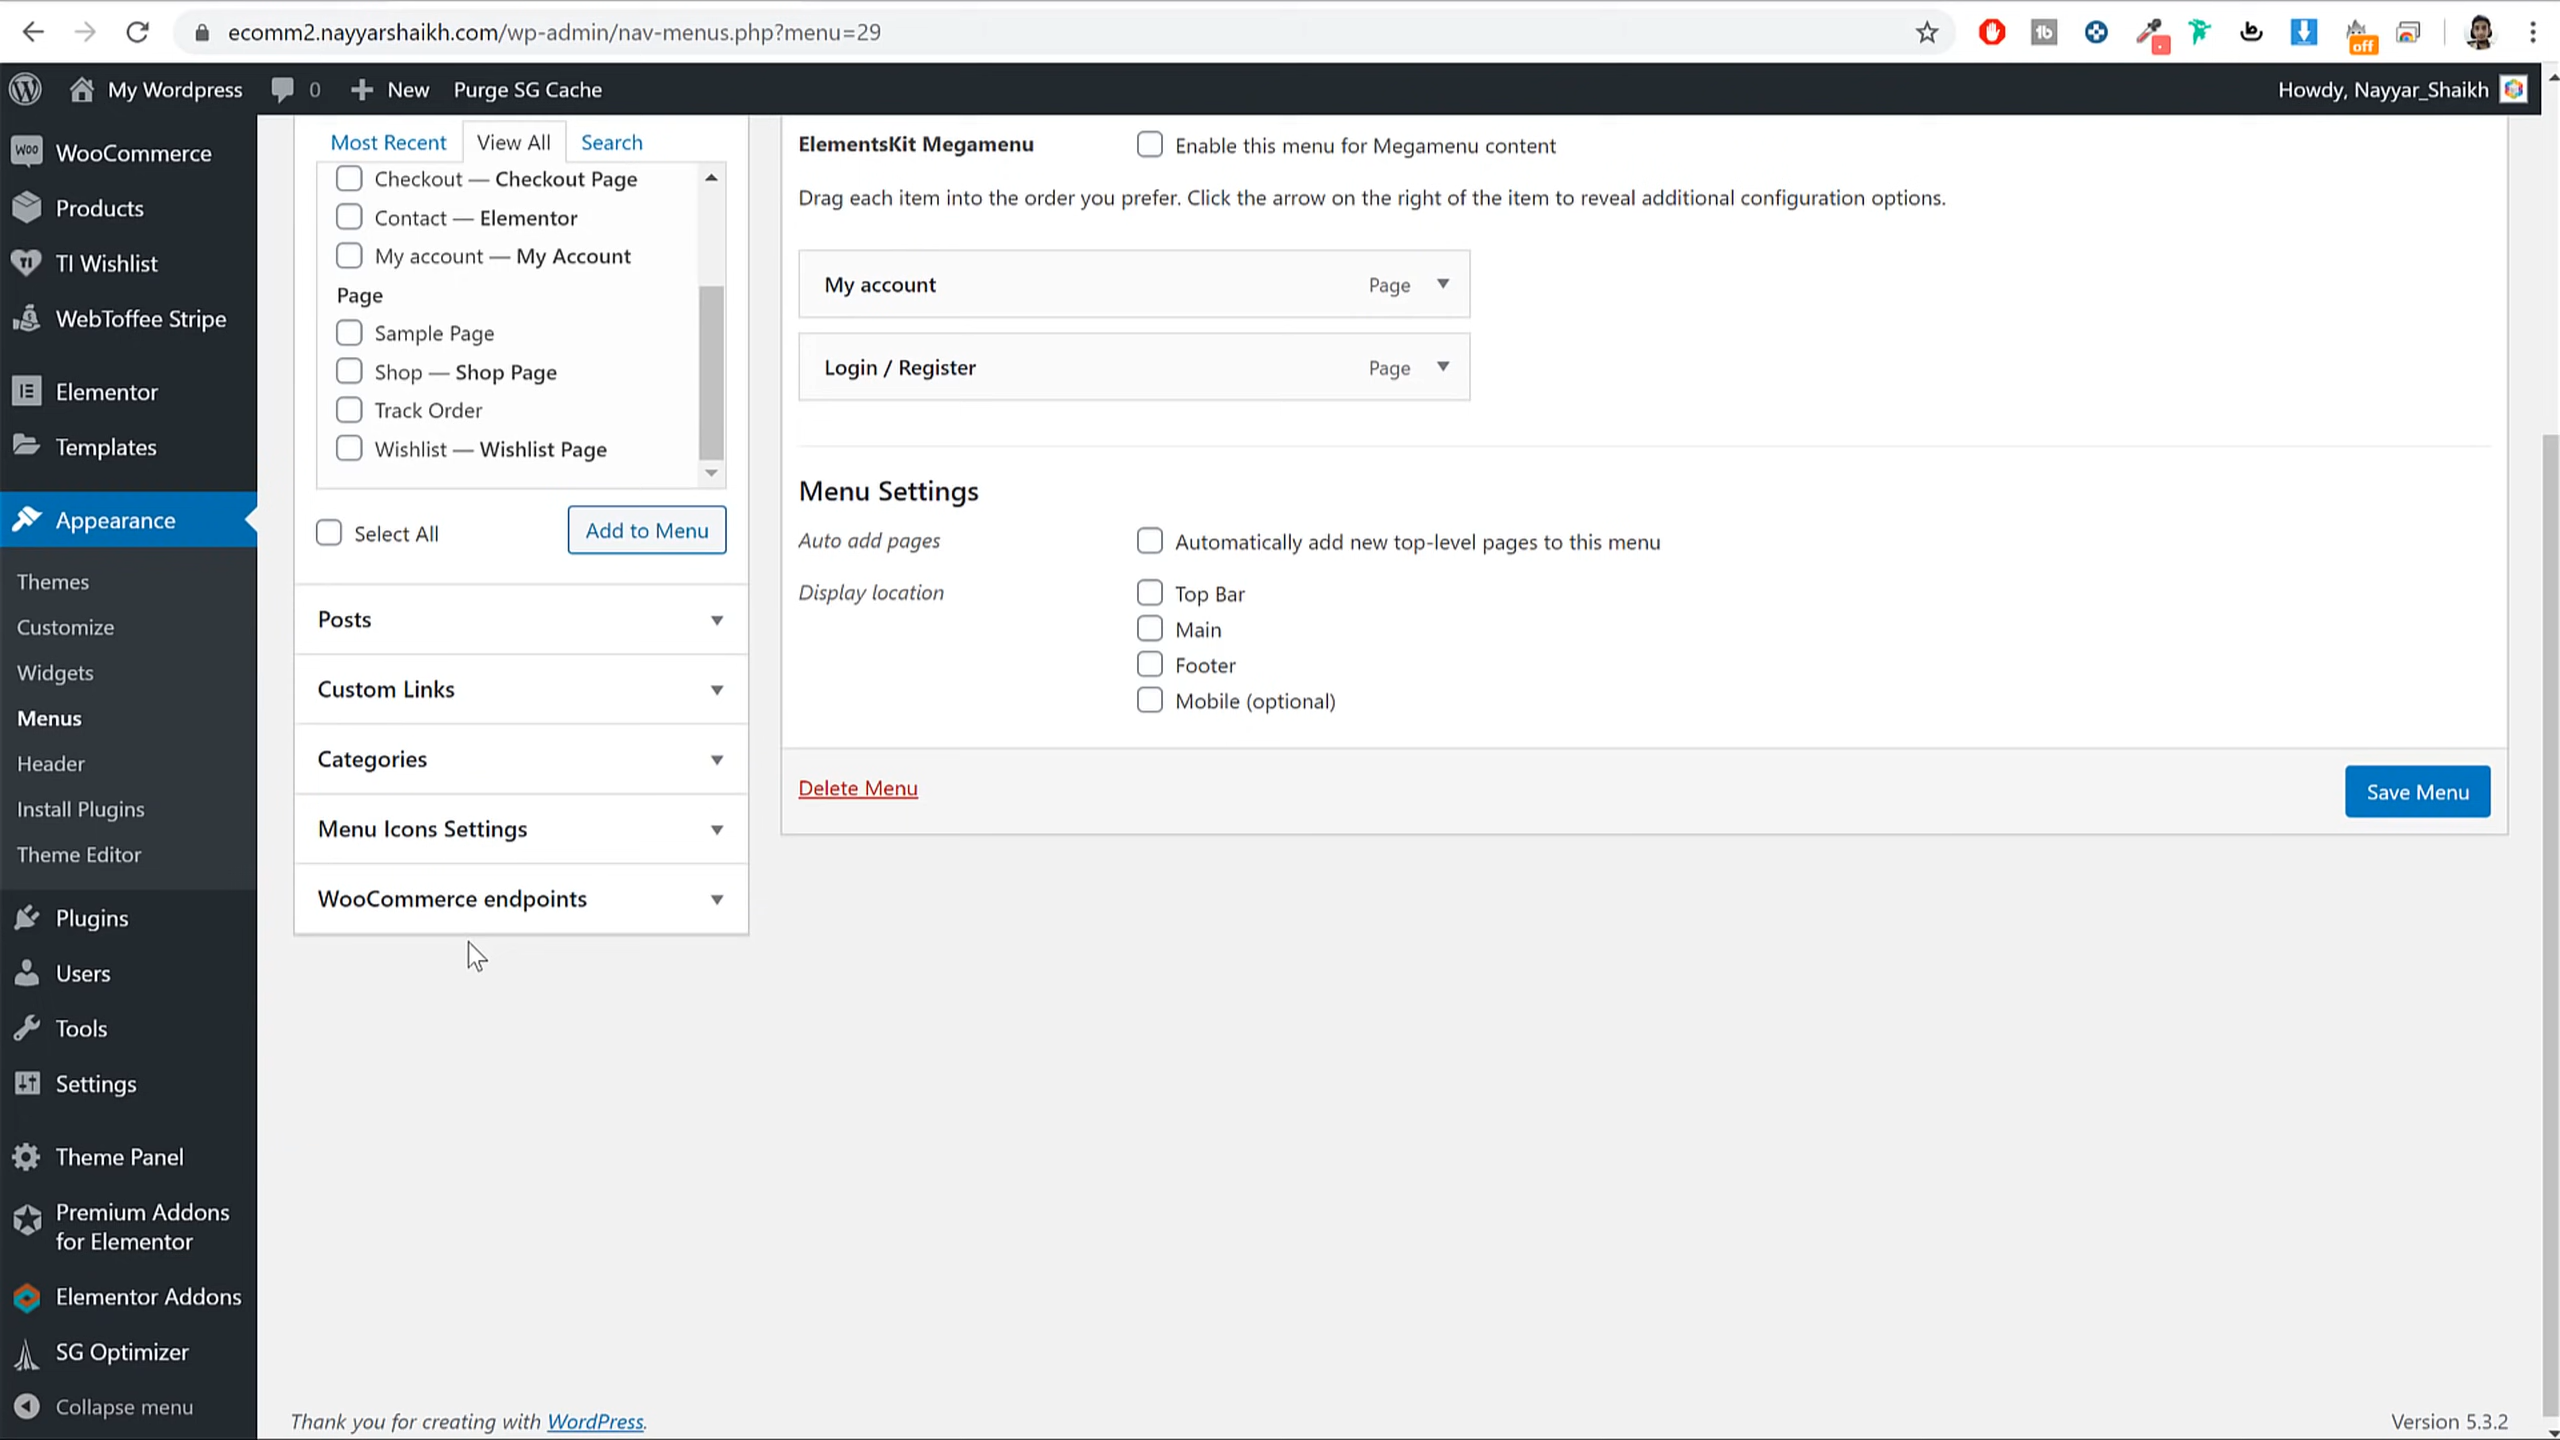 ecomm2.nayyarshaikh.com/wp-admin/nav-menus.php?menu=29
off
My Wordpress
0
New
Purge SG Cache
Howdy, Nayyar_Shaikh
WooCommerce
Products
TI Wishlist
WebToffee Stripe
Elementor
Templates
Appearance
Themes
Customize
Widgets
Menus
Header
Install Plugins
Theme Editor
Plugins
Users
Tools
Settings
Theme Panel
Premium Addons
for Elementor
Elementor Addons
SG Optimizer
Collapse menu
Most Recent
View All
Search
Checkout — Checkout Page
Contact — Elementor
My account — My Account
Page
Sample Page
Shop — Shop Page
Track Order
Wishlist — Wishlist Page
Select All
Add to Menu
Posts
Custom Links
Categories
Menu Icons Settings
WooCommerce endpoints
ElementsKit Megamenu
Enable this menu for Megamenu content
Drag each item into the order you prefer. Click the arrow on the right of the item to reveal additional configuration options.
My account
Page
Login / Register
Page
Menu Settings
Auto add pages
Automatically add new top-level pages to this menu
Display location
Top Bar
Main
Footer
Mobile (optional)
Delete Menu
Save Menu
Thank you for creating with WordPress.
Version 5.3.2